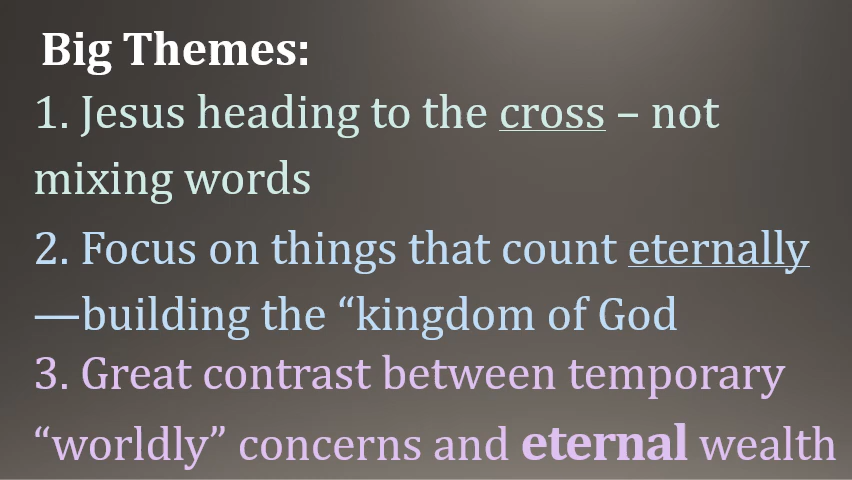 Big Themes:
1. Jesus heading to the cross – not
mixing words
2. Focus on things that count eternally
—building the “kingdom of God
3. Great contrast between temporary
“worldly” concerns and eternal wealth